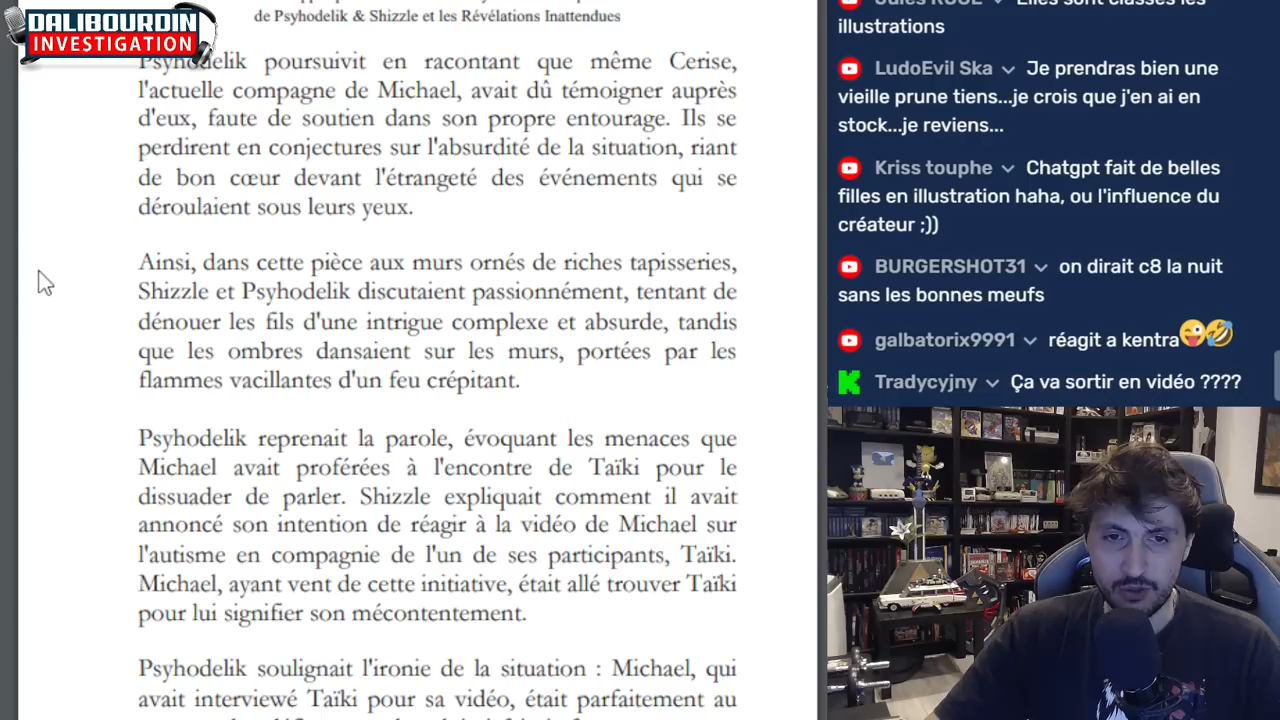 DALIBOURDIN
INVESTIGATION
de Psyhodelik & Shizzle et les Révélations Inattendues
Psyhodelik poursuivit en racontant que même Cerise,
l'actuelle compagne de Michael, avait dû témoigner auprès
d'eux, faute de soutien dans son propre entourage. Ils se
perdirent en conjectures sur l'absurdité de la situation, riant
de bon cœur devant l'étrangeté des événements qui se
déroulaient sous leurs yeux.
Ainsi, dans cette pièce aux murs ornés de riches tapisseries,
Shizzle et Psyhodelik discutaient passionnément, tentant de
dénouer les fils d'une intrigue complexe et absurde, tandis
que les ombres dansaient sur les murs, portées par les
flammes vacillantes d'un feu crépitant.
Psyhodelik reprenait la parole, évoquant les menaces que
Michael avait proférées à l'encontre de Taïki pour le
dissuader de parler. Shizzle expliquait comment il avait
annoncé son intention de réagir à la vidéo de Michael sur
l'autisme en compagnie de l'un de ses participants, Taïki.
Michael, ayant vent de cette initiative, était allé trouver Taïki
pour lui signifier son mécontentement.
Psyhodelik soulignait l'ironie de la situation : Michael, qui
avait interviewé Taïki pour sa vidéo, était parfaitement au
illustrations
LudoEvil Ska Je prendras bien une
vieille prune tiens...je crois que j'en ai en
stock...je reviens...
Kriss touphe Chatgpt fait de belles
filles en illustration haha, ou l'influence du
créateur ;))
BURGERSHOT31 on dirait c8 la nuit
sans les bonnes meufs
galbatorix9991 réagit a kentra😜🤣
Tradycyjny Ça va sortir en vidéo ????